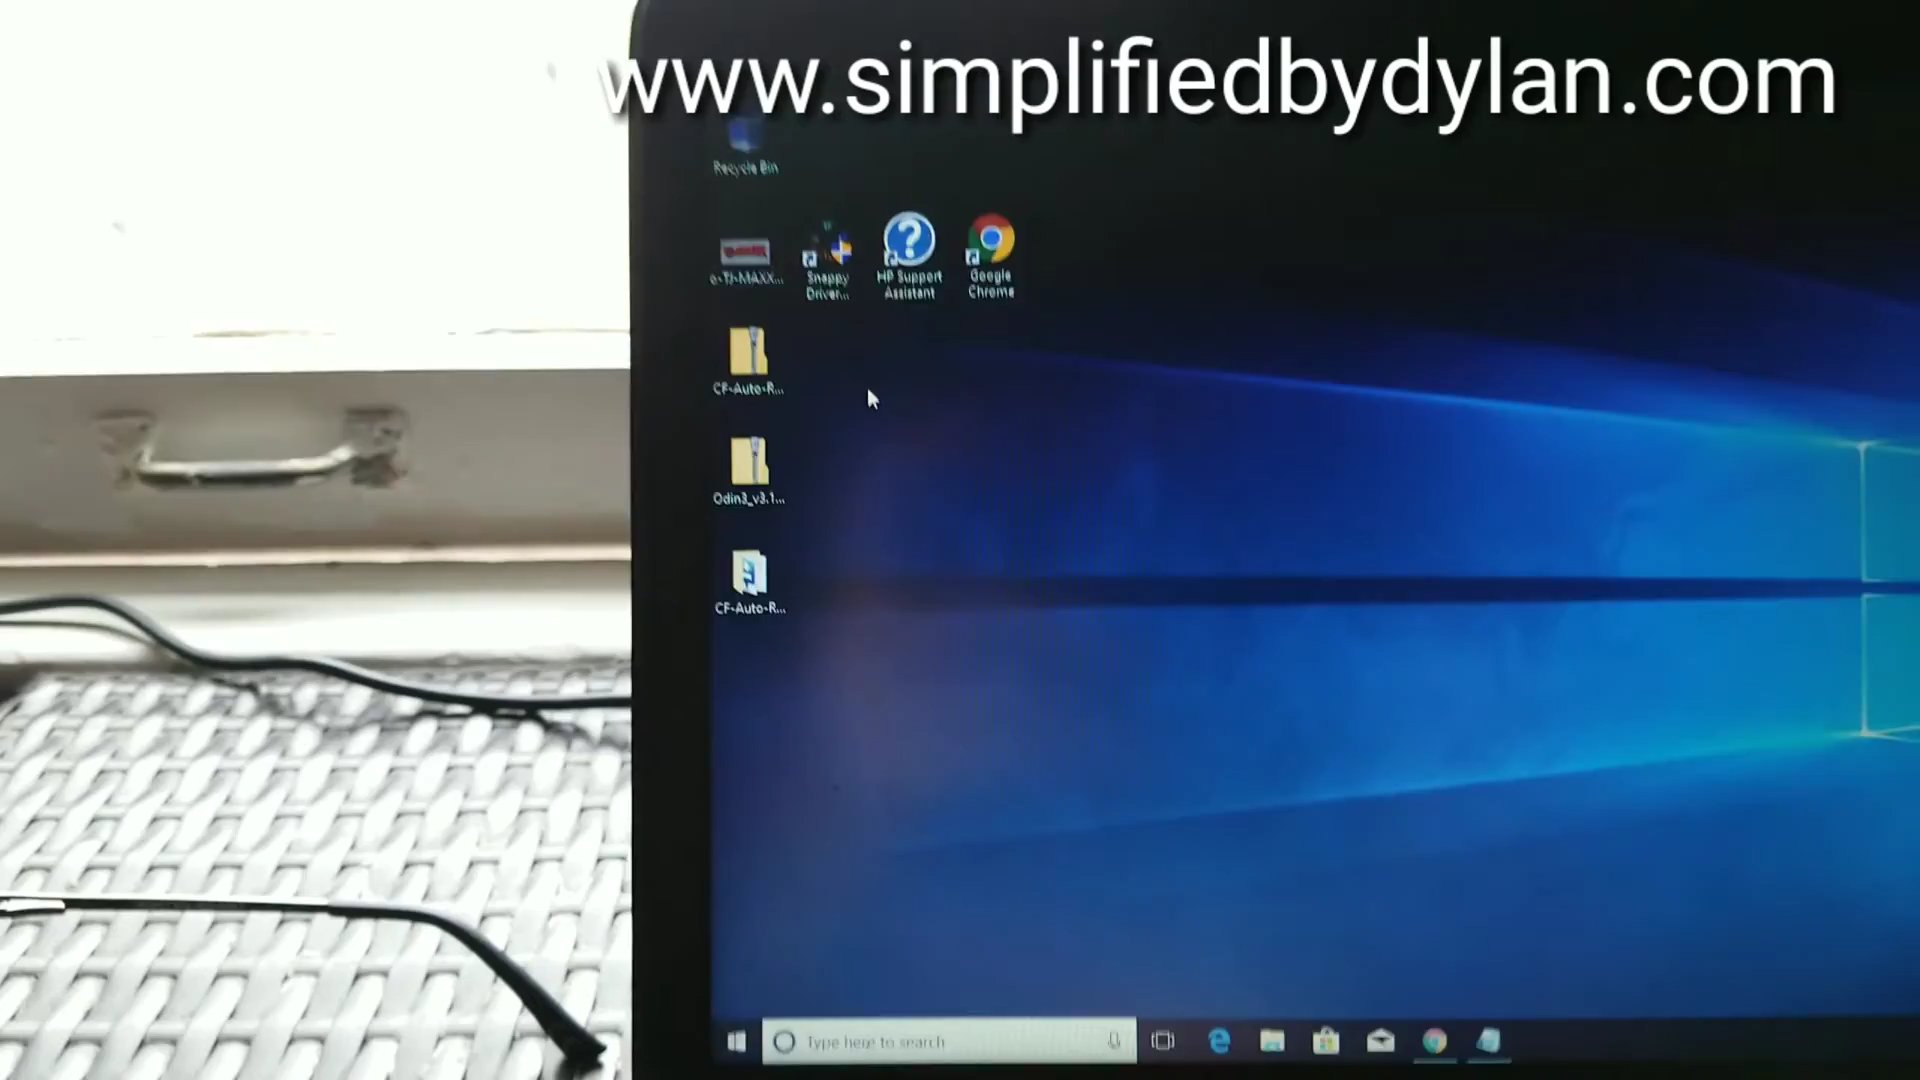 www.simplifiedbydylan.com
Recycle Bin
Snappy
Driver...
HP Support
Assistant
Google
Chrome
CF-Auto-R...
Odin3_v3.1...
CF-Auto-R...
Type here to search